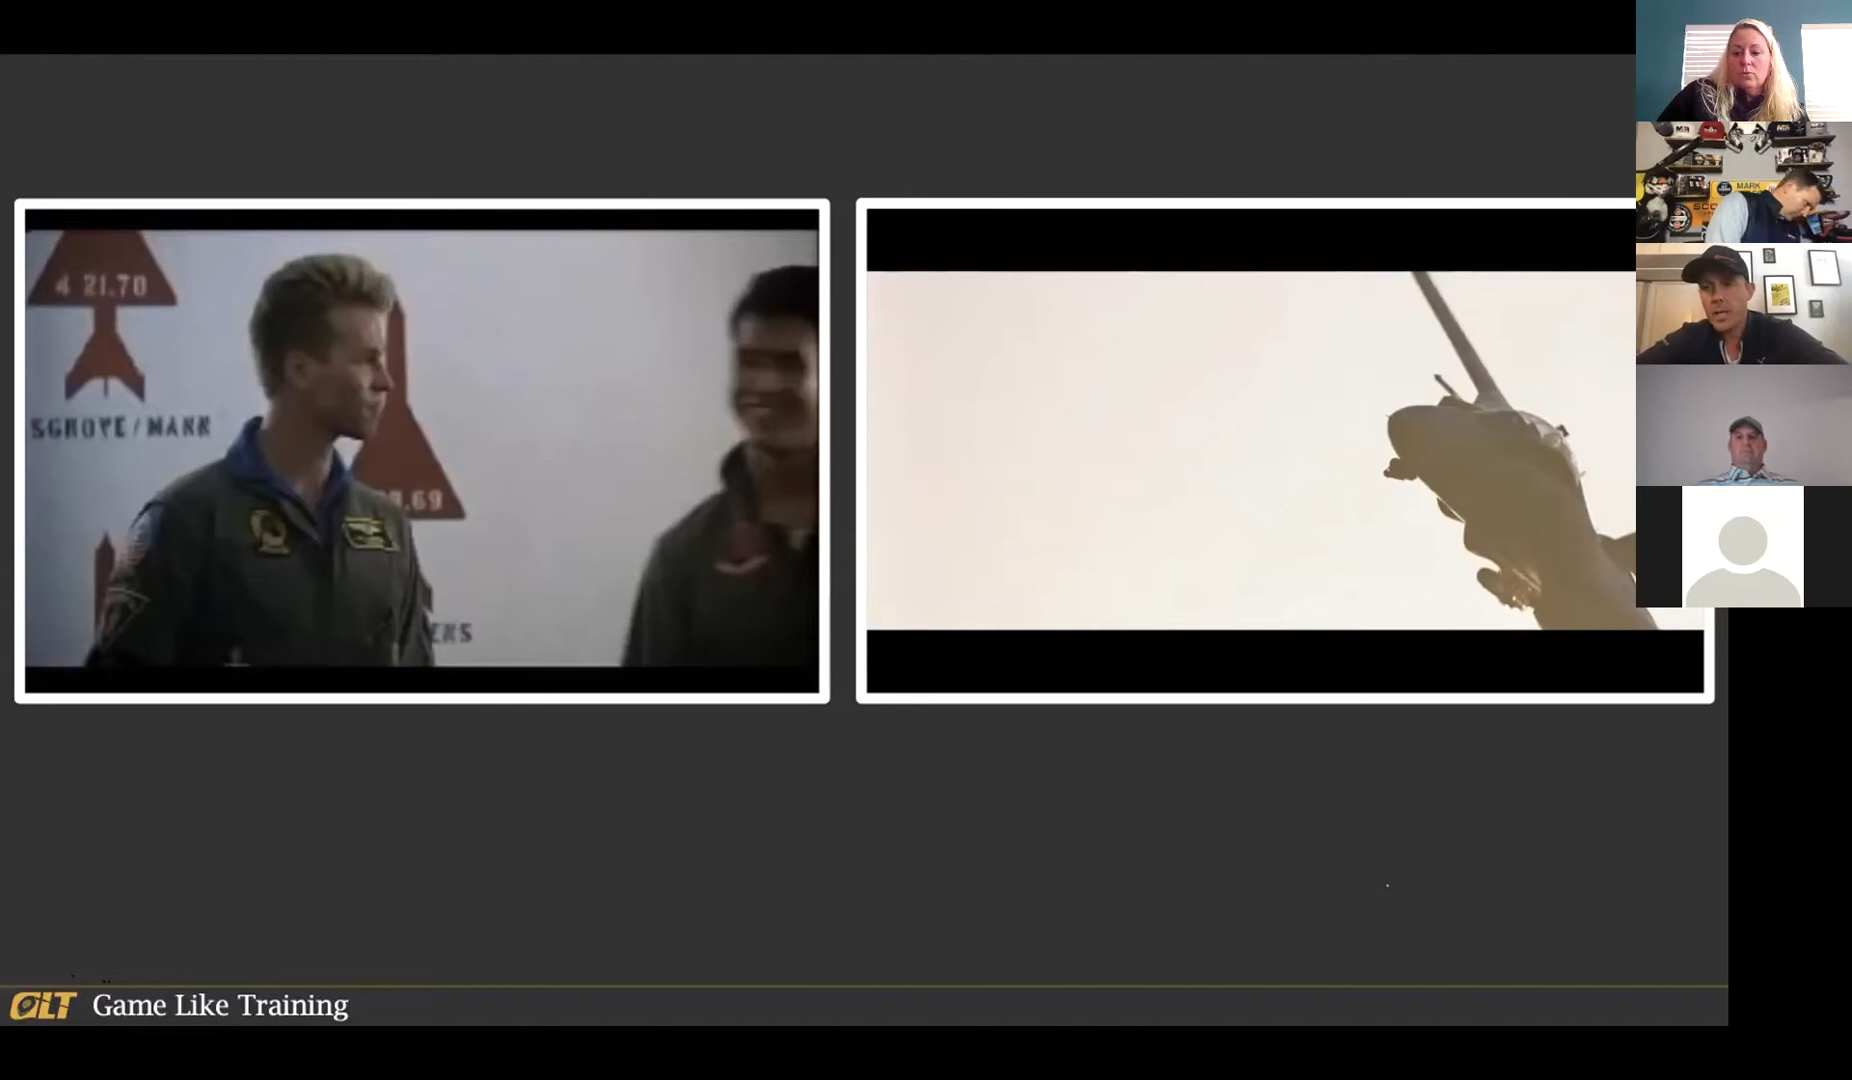 4 21.70
SGROVE/MANN
.69
ERS
MARK
GLT Game Like Training